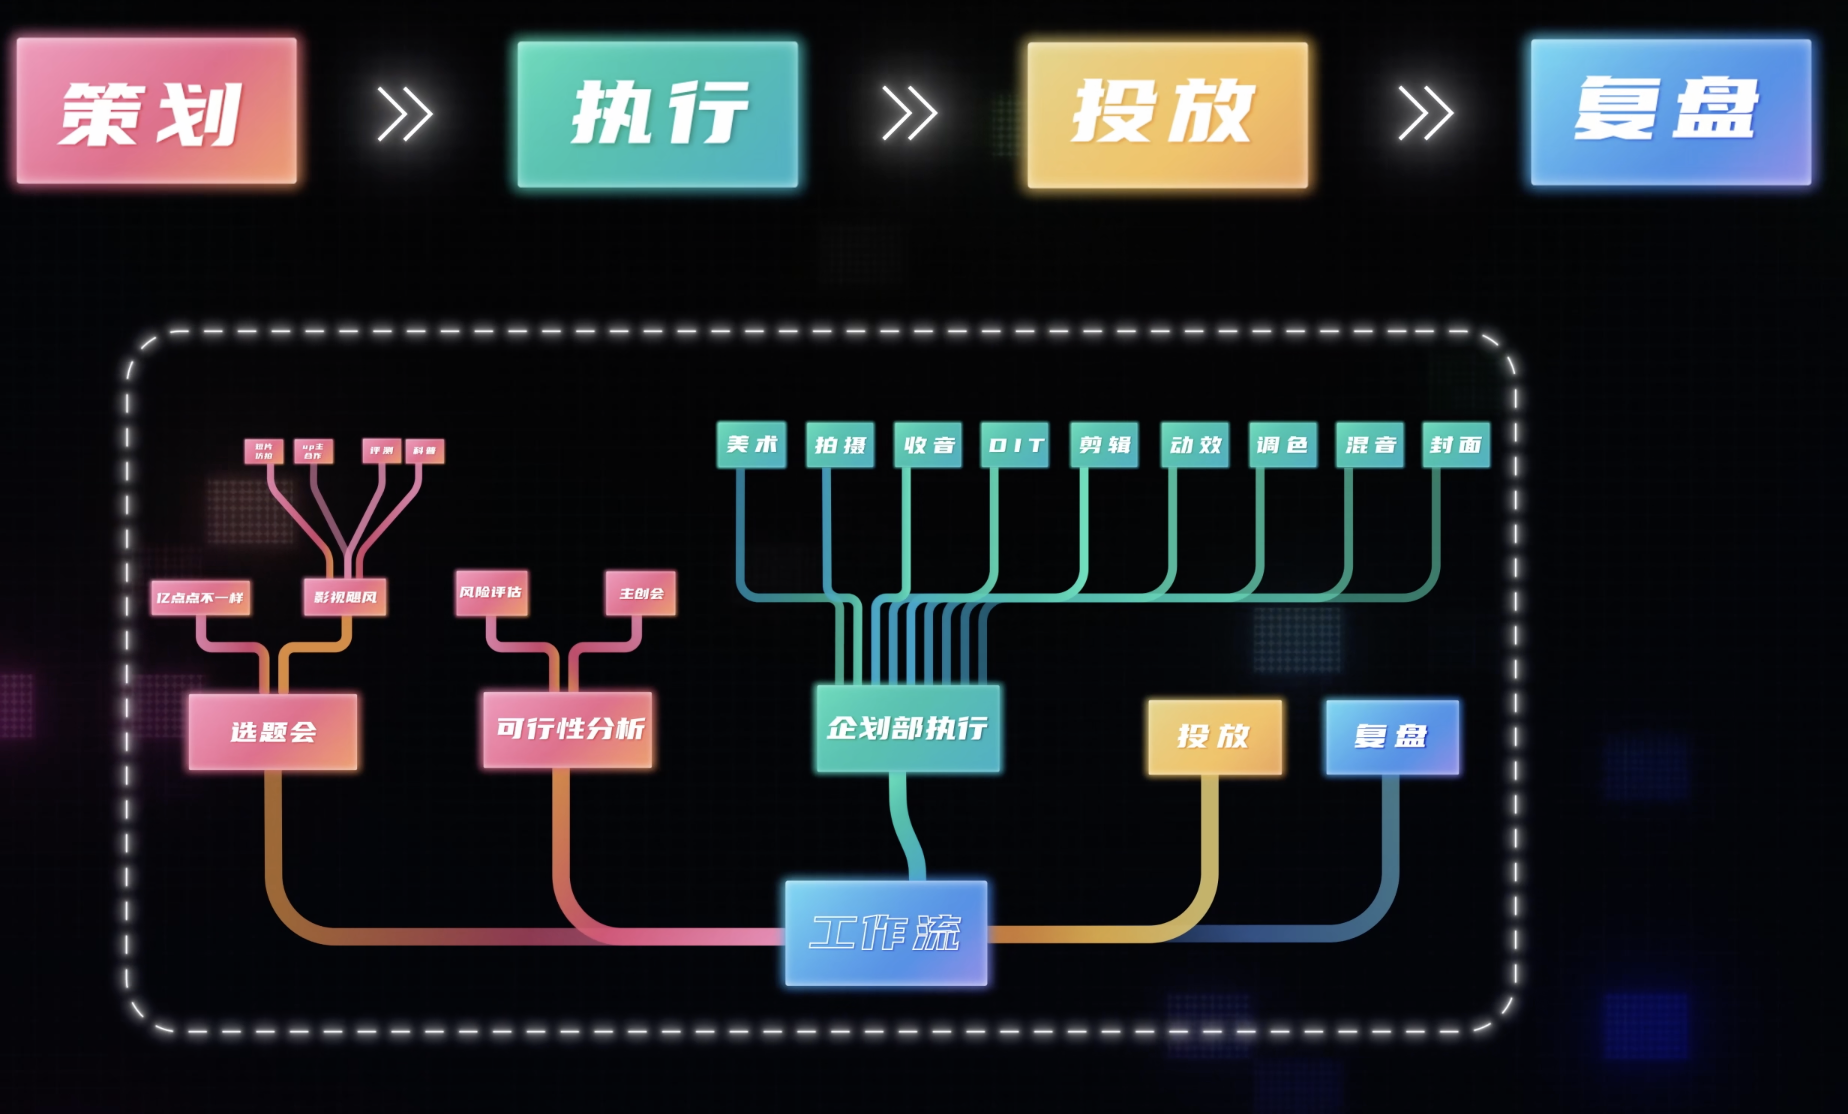 策划
执行
投放
复盘
短片
仿拍
up主
合作
评测
科普
美术
拍摄
收音
DIT
剪辑
动效
调色
混音
封面
亿点点不一样
影视飓风
风险评估
主创会
选题会
可行性分析
企划部执行
投放
复盘
工作流